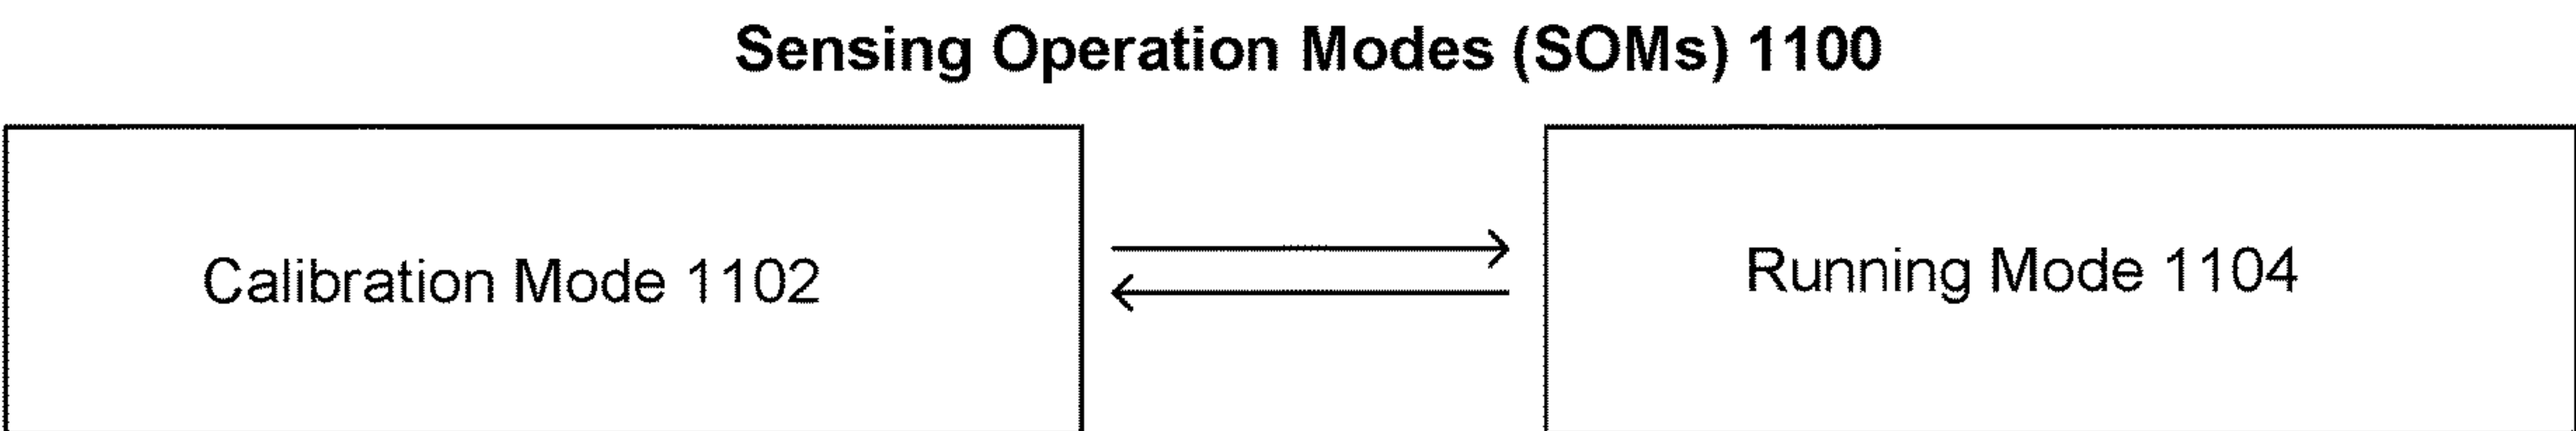 Sensing Operation Modes (SOMs) 1100
Calibration Mode 1102
Running Mode 1104